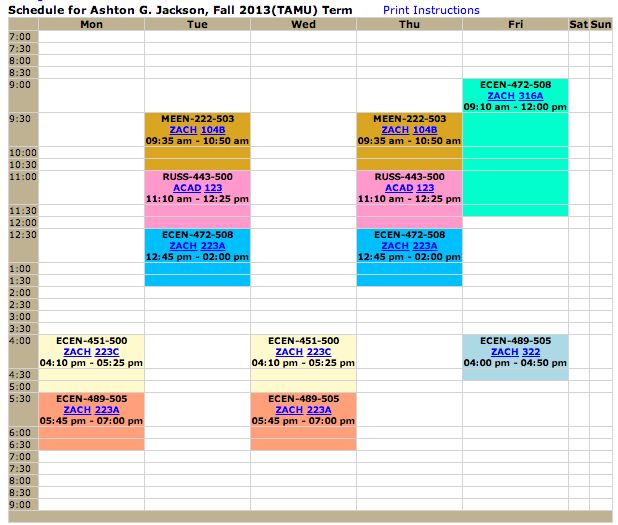 Schedule for Ashton G. Jackson, Fall 2013(TAMU) Term Print Instructions
Mon Tue Wed Thu Fri Sat Sun
7:00
7:30
8:00
8:30
9:00 ECEN-472-508
ZACH 316A
09:10 am - 12:00 pm
9:30 MEEN-222-503 MEEN-222-503
ZACH 104B ZACH 104B
09:35 am - 10:50 am 09:35 am - 10:50 am
10:00
10:30
11:00 RUSS-443-500 RUSS-443-500
ACAD 123 ACAD 123
11:10 am - 12:25 pm 11:10 am - 12:25 pm
11:30
12:00
12:30 ECEN-472-508 ECEN-472-508
ZACH 223A ZACH 223A
12:45 pm - 02:00 pm 12:45 pm - 02:00 pm
1:00
1:30
2:00
2:30
3:00
3:30
4:00 ECEN-451-500 ECEN-451-500 ECEN-489-505
ZACH 223C ZACH 223C ZACH 322
04:10 pm - 05:25 pm 04:10 pm - 05:25 pm 04:00 pm - 04:50 pm
4:30
5:00
5:30 ECEN-489-505 ECEN-489-505
ZACH 223A ZACH 223A
05:45 pm - 07:00 pm 05:45 pm - 07:00 pm
6:00
6:30
7:00
7:30
8:00
8:30
9:00